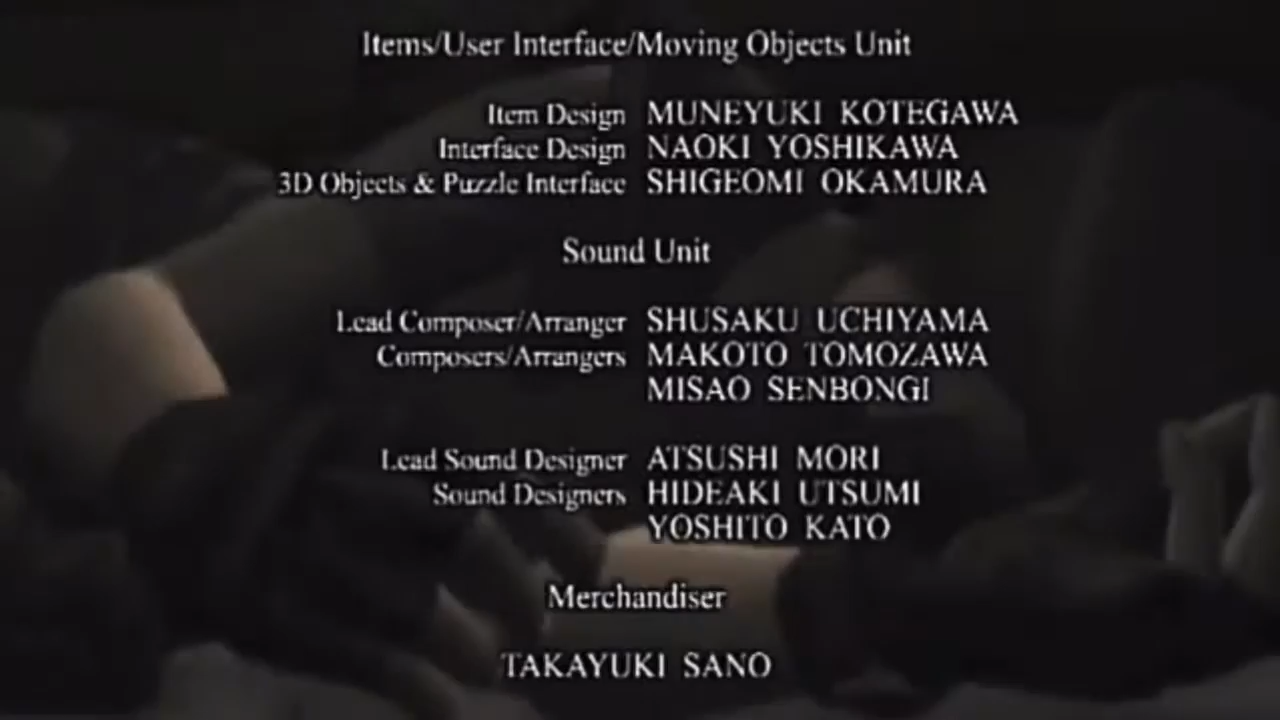 Items/User Interface/Moving Objects Unit
Item Design MUNEYUKI KOTEGAWA
Interface Design NAOKI YOSHIKAWA
3D Objects & Puzzle Interface SHIGEOMI OKAMURA
Sound Unit
Lead Composer/Arranger SHUSAKU UCHIYAMA
Composers/Arrangers MAKOTO TOMOZAWA
MISAO SENBONGI
Lead Sound Designer ATSUSHI MORI
Sound Designers HIDEAKI UTSUMI
YOSHITO KATO
Merchandiser
TAKAYUKI SANO